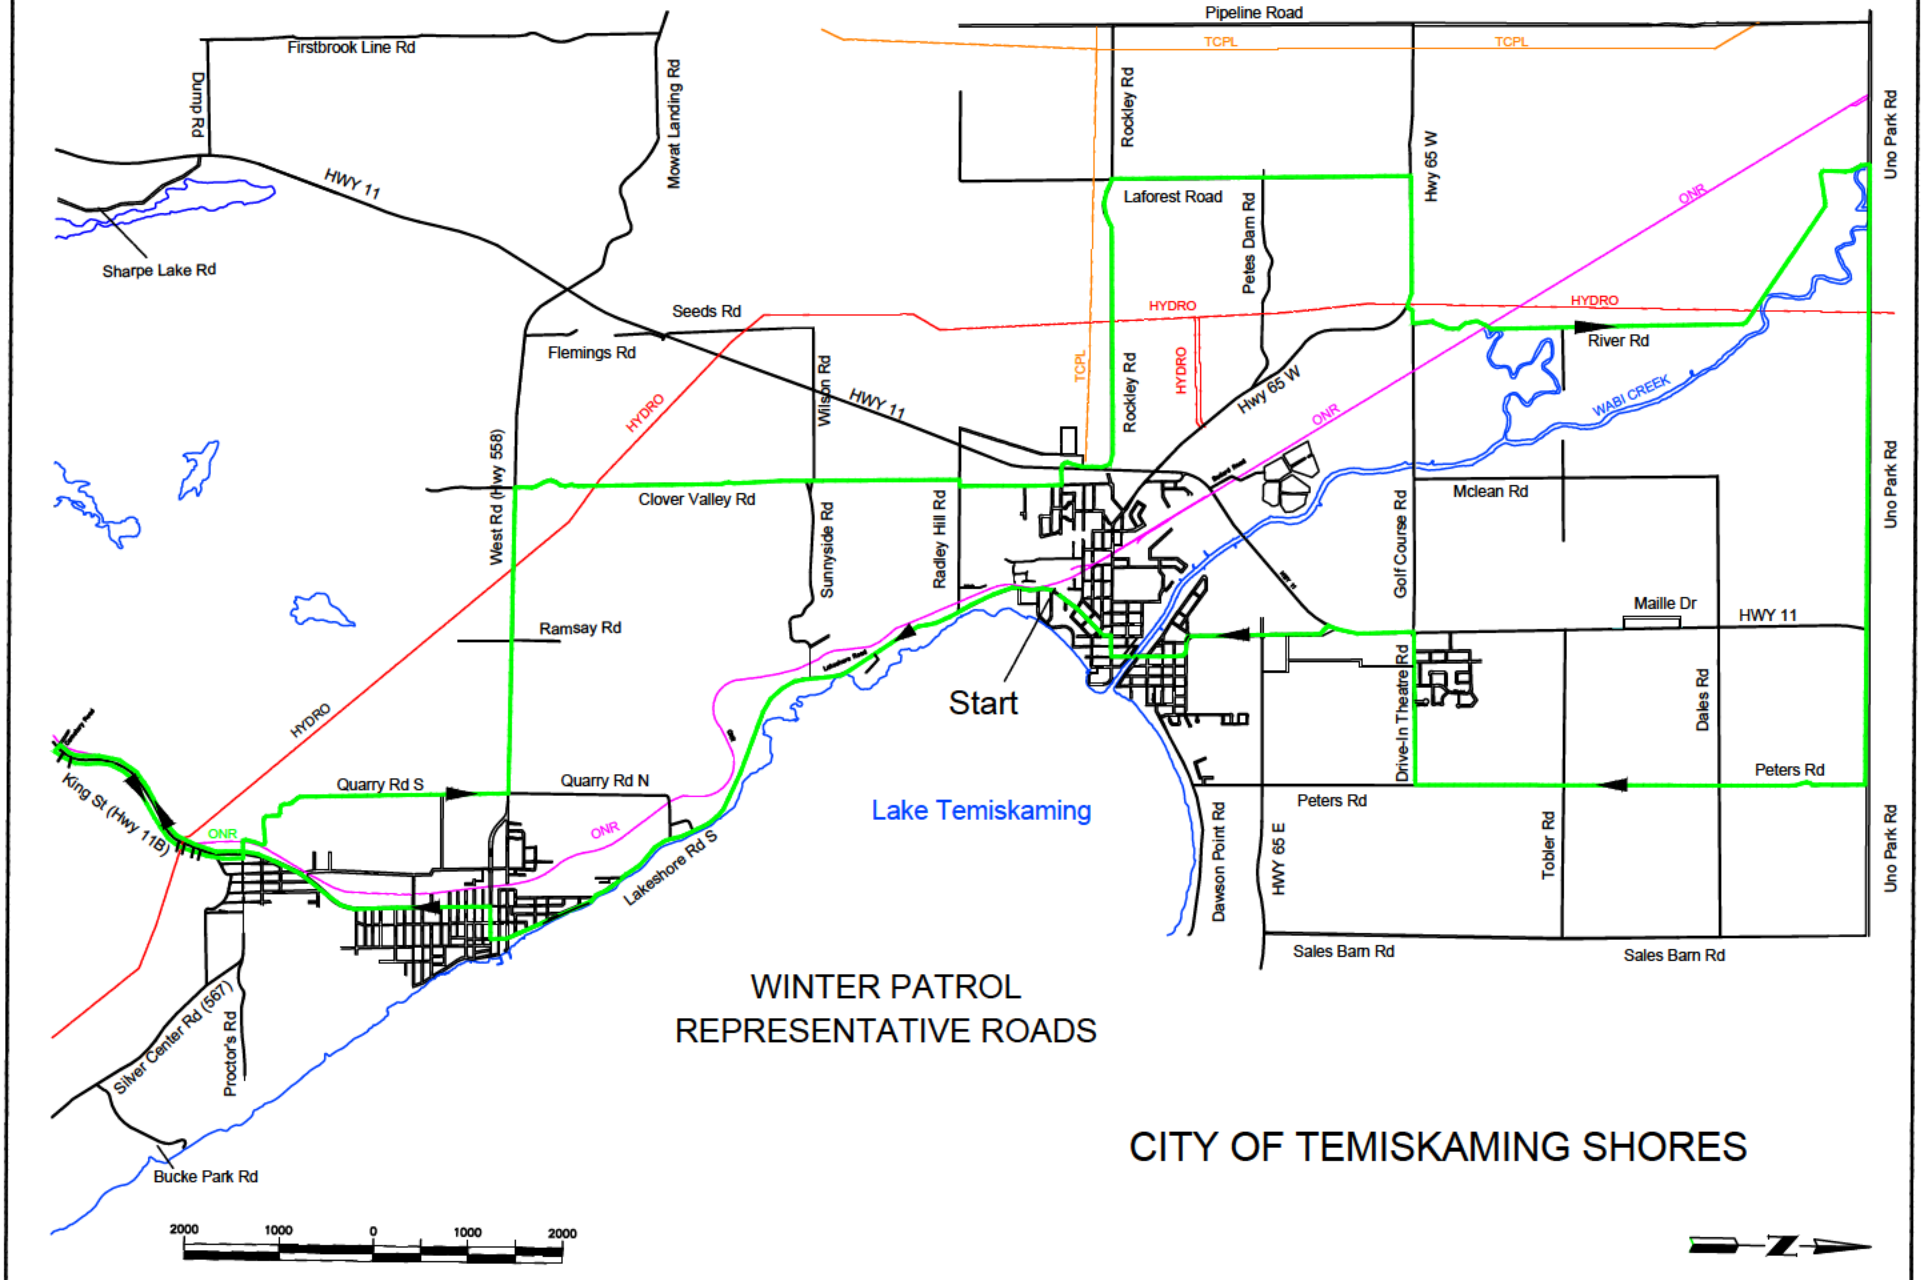 Pipeline Road
Firstbrook Line Rd
TCPL
TCPL
Dump Rd
Mowat Landing Rd
Rockley Rd
Hwy 65 W
Uno Park Rd
HWY 11
Laforest Road
ONR
Petes Dam Rd
Sharpe Lake Rd
Seeds Rd
HYDRO
HYDRO
Flemings Rd
River Rd
TCPL
HYDRO
Wilson Rd
Rockley Rd
Hwy 65 W
HWY 11
HYDRO
ONR
WABI CREEK
West Rd (Hwy 558)
Clover Valley Rd
Mclean Rd
Uno Park Rd
Sunnyside Rd
Radley Hill Rd
Golf Course Rd
HWY 11
Maille Dr
HWY 11
Ramsay Rd
Lakeshore Road
Start
Drive-In Theatre Rd
Dales Rd
HYDRO
King St (Hwy 11B)
Quarry Rd S
Quarry Rd N
Lake Temiskaming
Peters Rd
Peters Rd
ONR
ONR
Lakeshore Rd S
Dawson Point Rd
HWY 65 E
Tobler Rd
Uno Park Rd
Sales Barn Rd
Sales Barn Rd
WINTER PATROL
REPRESENTATIVE ROADS
Silver Center Rd (567)
Proctor's Rd
CITY OF TEMISKAMING SHORES
Bucke Park Rd
2000 1000 0 1000 2000
Z